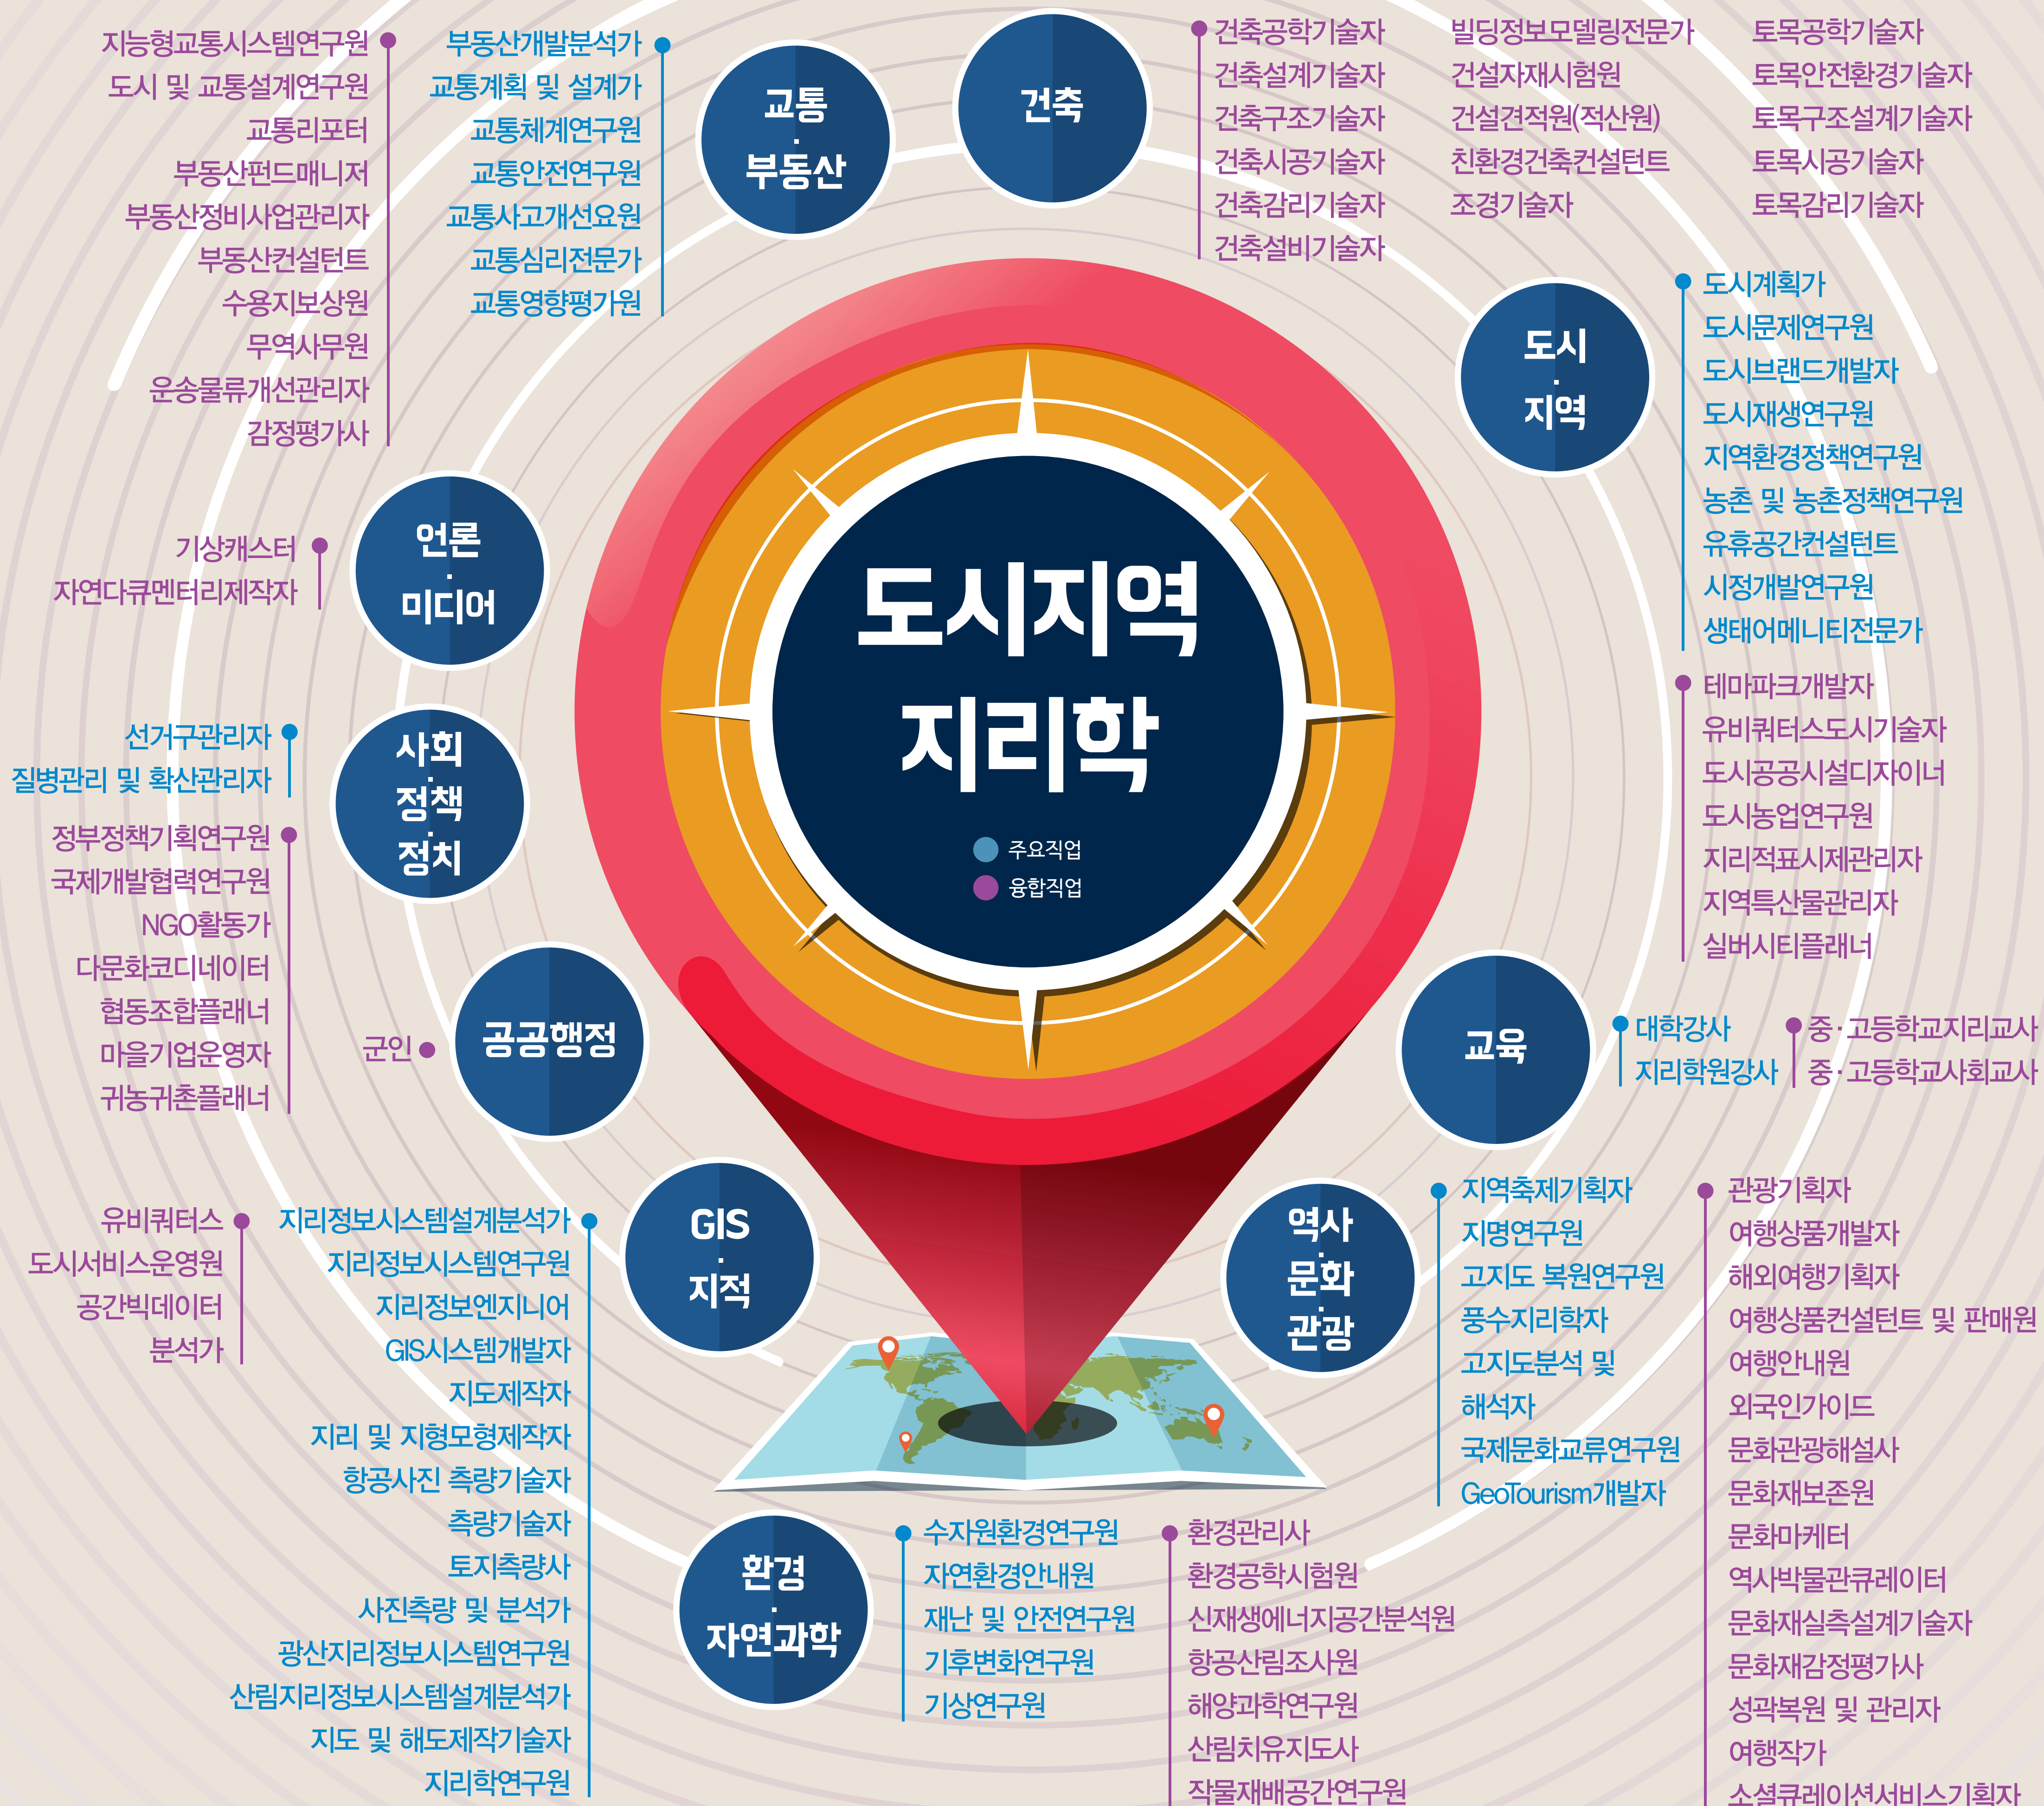 지능형교통시스템연구원
도시 및 교통설계연구원
교통리포터
부동산펀드매니저
부동산정비사업관리자
부동산컨설턴트
수용지보상원
무역사무원
운송물류개선관리자
감정평가사
부동산개발분석가
교통계획 및 설계가
교통체계연구원
교통안전연구원
교통사고개선요원
교통심리전문가
교통영향평가원
교통
·
부동산
건축
건축공학기술자
건축설계기술자
건축구조기술자
건축시공기술자
건축감리기술자
건축설비기술자
빌딩정보모델링전문가
건설자재시험원
건설견적원(적산원)
친환경건축컨설턴트
조경기술자
토목공학기술자
토목안전환경기술자
토목구조설계기술자
토목시공기술자
토목감리기술자
도시
·
지역
도시계획가
도시문제연구원
도시브랜드개발자
도시재생연구원
지역환경정책연구원
농촌 및 농촌정책연구원
유휴공간컨설턴트
시정개발연구원
생태어메니티전문가
테마파크개발자
유비쿼터스도시기술자
도시공공시설디자이너
도시농업연구원
지리적표시제관리자
지역특산물관리자
실버시티플래너
언론
·
미디어
기상캐스터
자연다큐멘터리제작자
사회
·
정책
·
정치
선거구관리자
질병관리 및 확산관리자
정부정책기획연구원
국제개발협력연구원
NGO활동가
다문화코디네이터
협동조합플래너
마을기업운영자
귀농귀촌플래너
도시지역
지리학
주요직업
융합직업
공공행정
군인
교육
대학강사
지리학원강사
중·고등학교지리교사
중·고등학교사회교사
GIS
·
지적
유비쿼터스
도시서비스운영원
공간빅데이터
분석가
지리정보시스템설계분석가
지리정보시스템연구원
지리정보엔지니어
GIS시스템개발자
지도제작자
지리 및 지형모형제작자
항공사진 측량기술자
측량기술자
토지측량사
사진측량 및 분석가
광산지리정보시스템연구원
산림지리정보시스템설계분석가
지도 및 해도제작기술자
지리학연구원
역사
·
문화
·
관광
지역축제기획자
지명연구원
고지도 복원연구원
풍수지리학자
고지도분석 및
해석자
국제문화교류연구원
GeoTourism개발자
관광기획자
여행상품개발자
해외여행기획자
여행상품컨설턴트 및 판매원
여행안내원
외국인가이드
문화관광해설사
문화재보존원
문화마케터
역사박물관큐레이터
문화재실측설계기술자
문화재감정평가사
성곽복원 및 관리자
여행작가
소셜큐레이션서비스기획자
환경
·
자연과학
수자원환경연구원
자연환경안내원
재난 및 안전연구원
기후변화연구원
기상연구원
환경관리사
환경공학시험원
신재생에너지공간분석원
항공산림조사원
해양과학연구원
산림치유지도사
작물재배공간연구원